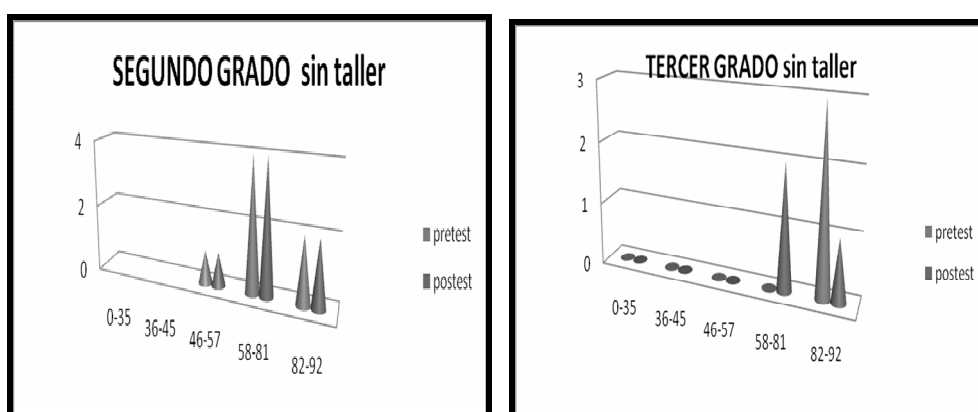 SEGUNDO GRADO sin taller
4
2
0
0-35
36-45
46-57
58-81
82-92
pretest
postest
TERCER GRADO sin taller
3
2
1
0
0-35
36-45
46-57
58-81
82-92
pretest
postest